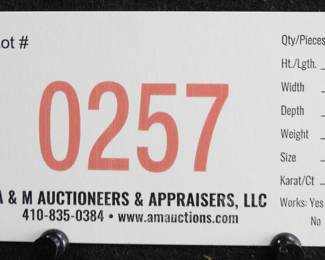 Lot #
0257
A & M AUCTIONEERS & APPRAISERS, LLC
410-835-0384 • www.amauctions.com
Qty/Pieces
Ht./Lgth.
Width
Depth
Weight
Size
Karat/Ct
Works: Yes
No